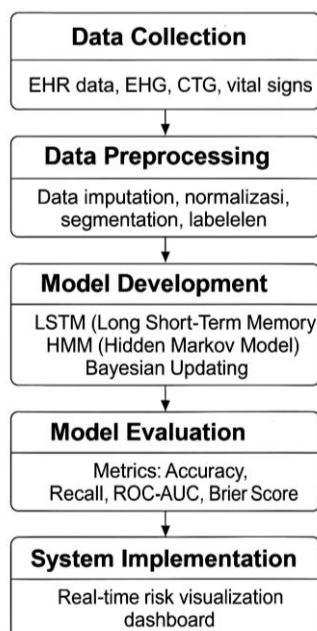 Data Collection
EHR data, EHG, CTG, vital signs
Data Preprocessing
Data imputation, normalizasi,
segmentation, labelelen
Model Development
LSTM (Long Short-Term Memory
HMM (Hidden Markov Model)
Bayesian Updating
Model Evaluation
Metrics: Accuracy,
Recall, ROC-AUC, Brier Score
System Implementation
Real-time risk visualization
dashboard